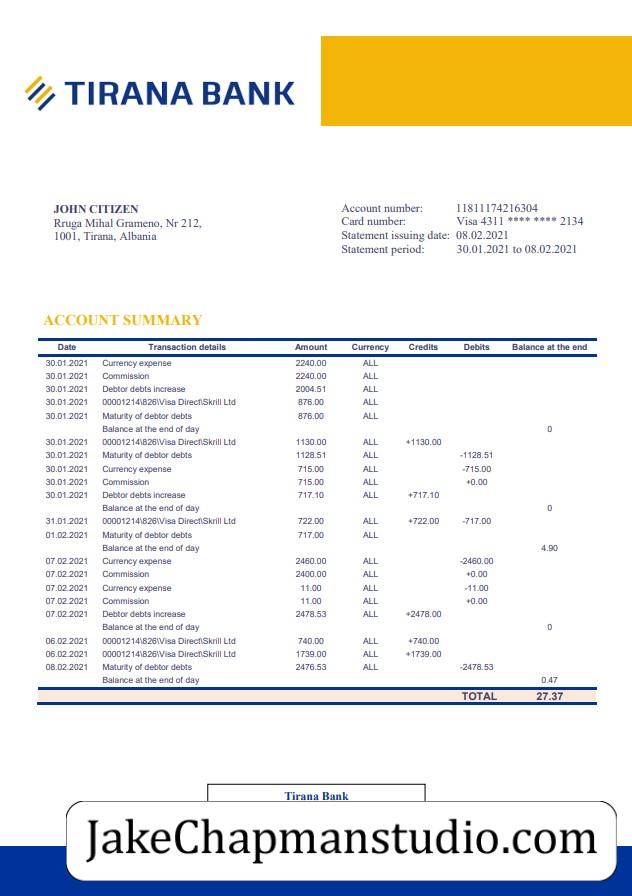 TIRANA BANK
JOHN CITIZEN
Rruga Mihal Grameno, Nr 212,
1001, Tirana, Albania
Account number: 11811174216304
Card number: Visa 4311 **** **** 2134
Statement issuing date: 08.02.2021
Statement period: 30.01.2021 to 08.02.2021
ACCOUNT SUMMARY
Date Transaction details Amount Currency Credits Debits Balance at the end
30.01.2021 Currency expense 2240.00 ALL
30.01.2021 Commission 2240.00 ALL
30.01.2021 Debtor debts increase 2004.51 ALL
30.01.2021 00001214\826\Visa Direct\Skrill Ltd 876.00 ALL
30.01.2021 Maturity of debtor debts 876.00 ALL
Balance at the end of day 0
30.01.2021 00001214\826\Visa Direct\Skrill Ltd 1130.00 ALL +1130.00
30.01.2021 Maturity of debtor debts 1128.51 ALL -1128.51
30.01.2021 Currency expense 715.00 ALL -715.00
30.01.2021 Commission 715.00 ALL +0.00
30.01.2021 Debtor debts increase 717.10 ALL +717.10
Balance at the end of day 0
31.01.2021 00001214\826\Visa Direct\Skrill Ltd 722.00 ALL +722.00 -717.00
01.02.2021 Maturity of debtor debts 717.00 ALL
Balance at the end of day 4.90
07.02.2021 Currency expense 2460.00 ALL -2460.00
07.02.2021 Commission 2400.00 ALL +0.00
07.02.2021 Currency expense 11.00 ALL -11.00
07.02.2021 Commission 11.00 ALL +0.00
07.02.2021 Debtor debts increase 2478.53 ALL +2478.00
Balance at the end of day 0
06.02.2021 00001214\826\Visa Direct\Skrill Ltd 740.00 ALL +740.00
06.02.2021 00001214\826\Visa Direct\Skrill Ltd 1739.00 ALL +1739.00
08.02.2021 Maturity of debtor debts 2476.53 ALL -2478.53
Balance at the end of day 0.47
TOTAL 27.37
Tirana Bank
JakeChapmanstudio.com